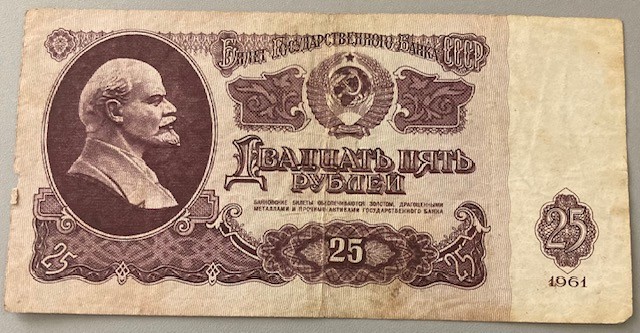 Билет Государственного Банка СССР
Двадцать пять
рублей
БАНКОВСКИЕ БИЛЕТЫ ОБЕСПЕЧИВАЮТСЯ ЗОЛОТОМ, ДРАГОЦЕННЫМИ
МЕТАЛЛАМИ И ПРОЧИМИ АКТИВАМИ ГОСУДАРСТВЕННОГО БАНКА
25
25
25
25
1961